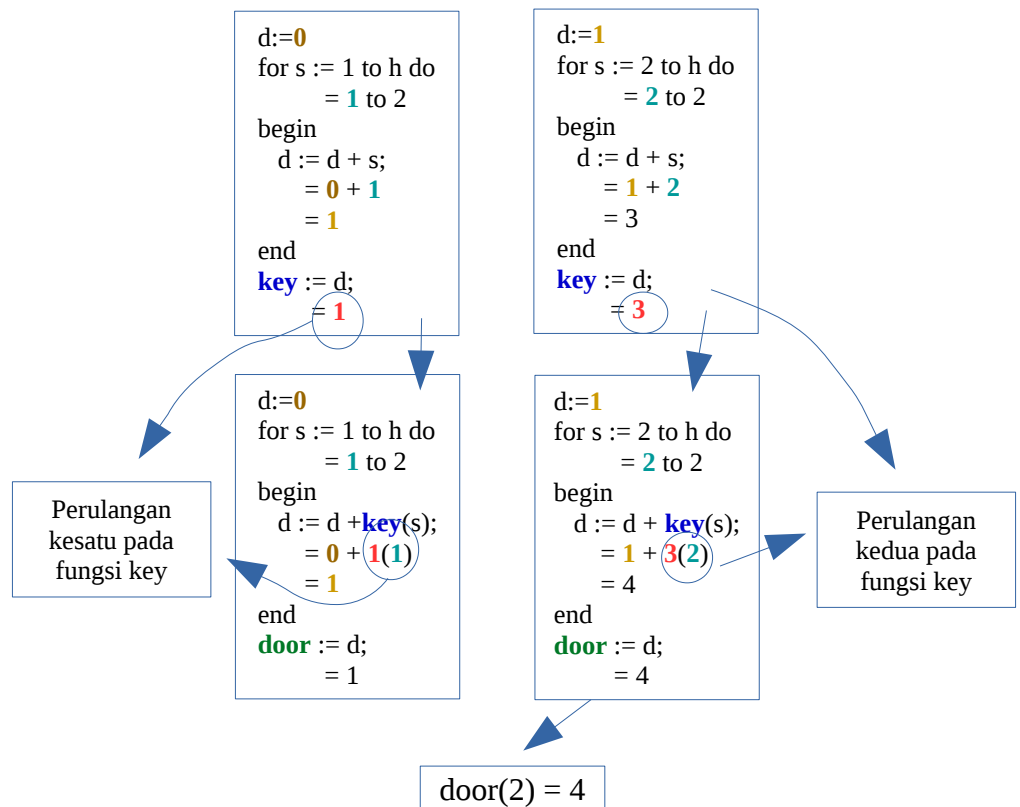 d:=0
for s := 1 to h do
= 1 to 2
begin
d := d + s;
= 0 + 1
= 1
end
key := d;
= 1
d:=1
for s := 2 to h do
= 2 to 2
begin
d := d + s;
= 1 + 2
= 3
end
key := d;
= 3
Perulangan
kesatu pada
fungsi key
d:=0
for s := 1 to h do
= 1 to 2
begin
d := d +key(s);
= 0 + 1(1)
= 1
end
door := d;
= 1
d:=1
for s := 2 to h do
= 2 to 2
begin
d := d + key(s);
= 1 + 3(2)
= 4
end
door := d;
= 4
Perulangan
kedua pada
fungsi key
door(2) = 4